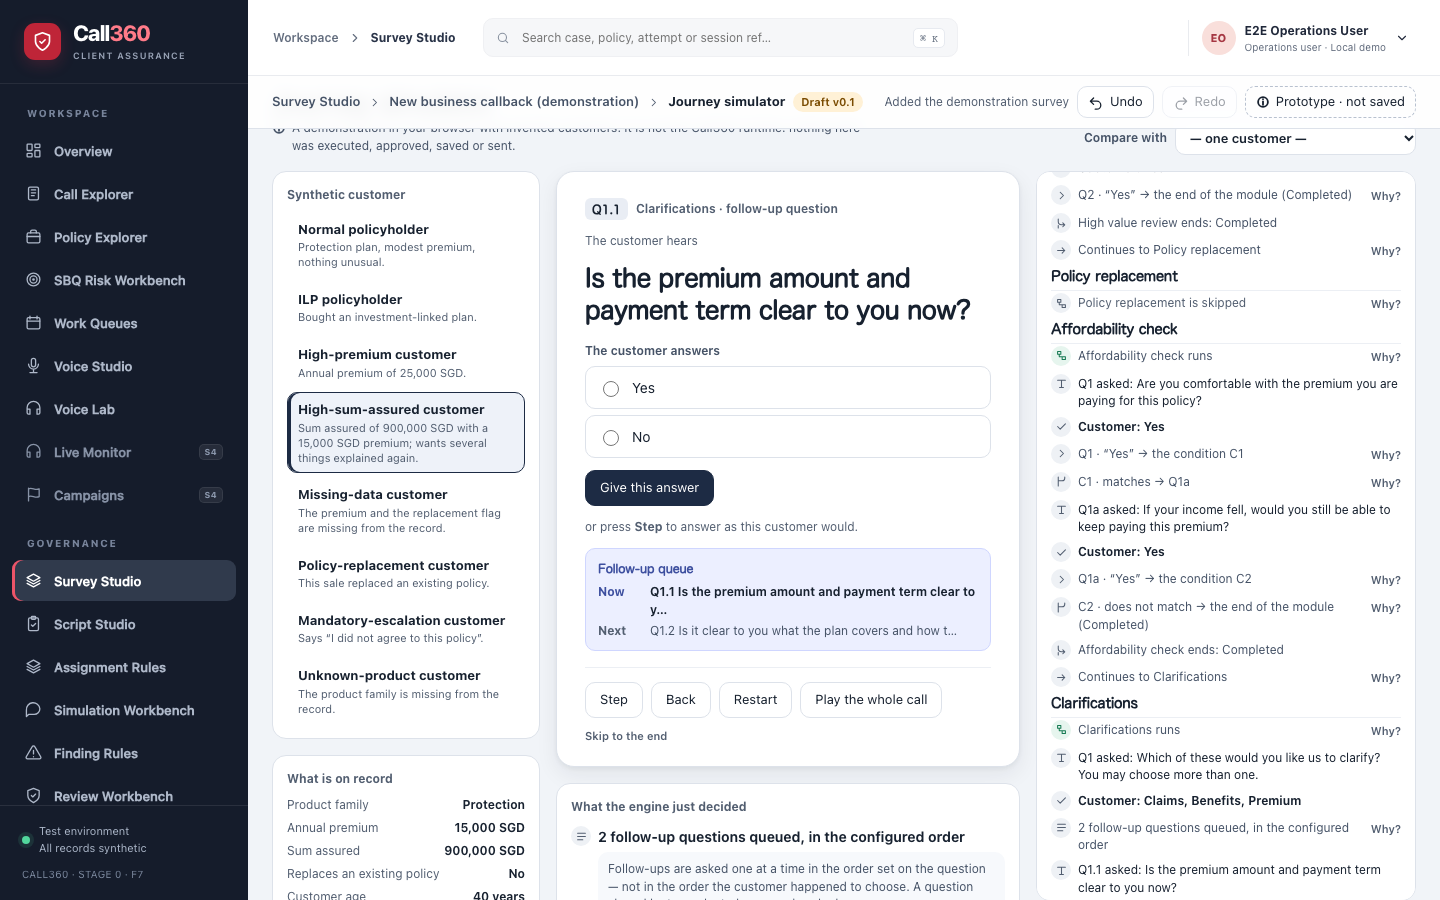 Call360
CLIENT ASSURANCE
WORKSPACE
Overview
Call Explorer
Policy Explorer
SBQ Risk Workbench
Work Queues
Voice Studio
Voice Lab
Live Monitor S4
Campaigns S4
GOVERNANCE
Survey Studio
Script Studio
Assignment Rules
Simulation Workbench
Finding Rules
Review Workbench
Test environment
All records synthetic
CALL360 · STAGE 0 · F7
Workspace > Survey Studio
Search case, policy, attempt or session ref...
⌘ K
EO
E2E Operations User
Operations user · Local demo
Survey Studio > New business callback (demonstration) > Journey simulator Draft v0.1
Added the demonstration survey
Undo
Redo
Prototype · not saved
A demonstration in your browser with invented customers. It is not the Call360 runtime: nothing here
was executed, approved, saved or sent.
Compare with — one customer —
Synthetic customer
Normal policyholder
Protection plan, modest premium,
nothing unusual.
ILP policyholder
Bought an investment-linked plan.
High-premium customer
Annual premium of 25,000 SGD.
High-sum-assured customer
Sum assured of 900,000 SGD with a
15,000 SGD premium; wants several
things explained again.
Missing-data customer
The premium and the replacement flag
are missing from the record.
Policy-replacement customer
This sale replaced an existing policy.
Mandatory-escalation customer
Says “I did not agree to this policy”.
Unknown-product customer
The product family is missing from the
record.
What is on record
Product family Protection
Annual premium 15,000 SGD
Sum assured 900,000 SGD
Replaces an existing policy No
Customer age 40 years
Q1.1 Clarifications · follow-up question
The customer hears
Is the premium amount and
payment term clear to you now?
The customer answers
Yes
No
Give this answer
or press Step to answer as this customer would.
Follow-up queue
Now Q1.1 Is the premium amount and payment term clear to
y...
Next Q1.2 Is it clear to you what the plan covers and how t...
Step
Back
Restart
Play the whole call
Skip to the end
What the engine just decided
2 follow-up questions queued, in the configured order
Follow-ups are asked one at a time in the order set on the question
— not in the order the customer happened to choose. A question
Q2 · “Yes” → the end of the module (Completed) Why?
High value review ends: Completed
Continues to Policy replacement Why?
Policy replacement
Policy replacement is skipped Why?
Affordability check
Affordability check runs Why?
Q1 asked: Are you comfortable with the premium you are
paying for this policy?
Customer: Yes
Q1 · “Yes” → the condition C1 Why?
C1 · matches → Q1a Why?
Q1a asked: If your income fell, would you still be able to
keep paying this premium?
Customer: Yes
Q1a · “Yes” → the condition C2 Why?
C2 · does not match → the end of the module Why?
(Completed)
Affordability check ends: Completed
Continues to Clarifications Why?
Clarifications
Clarifications runs Why?
Q1 asked: Which of these would you like us to clarify?
You may choose more than one.
Customer: Claims, Benefits, Premium
2 follow-up questions queued, in the configured Why?
order
Q1.1 asked: Is the premium amount and payment term
clear to you now?